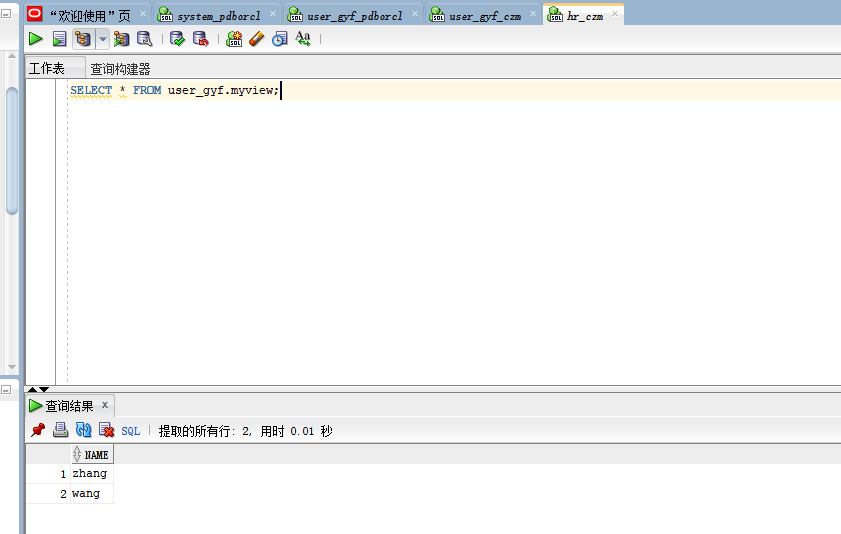 “欢迎使用”页 system_pdborcl user_gyf_pdborcl user_gyf_czm hr_czm
工作表 查询构建器
SELECT * FROM user_gyf.myview;
查询结果
SQL 提取的所有行: 2, 用时 0.01 秒
NAME
1 zhang
2 wang